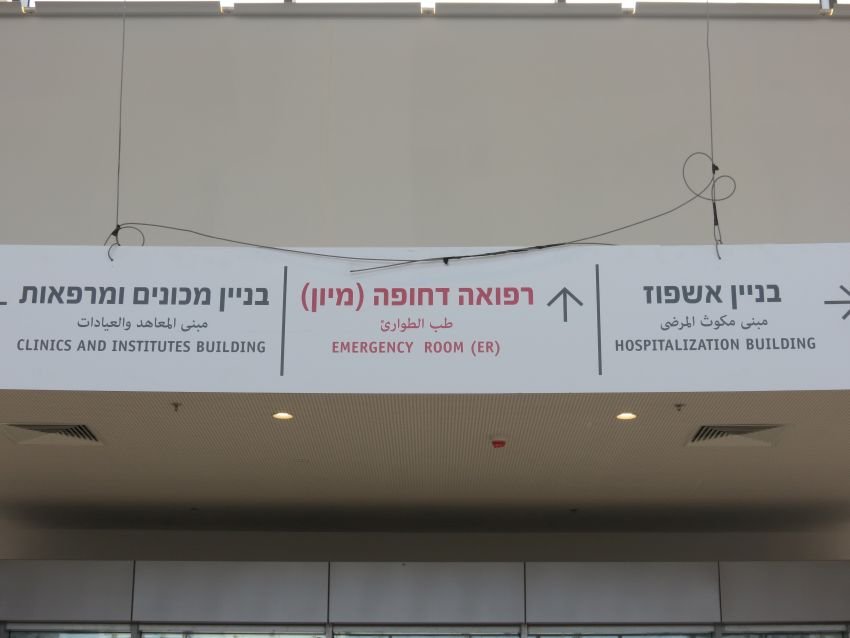 בניין אשפוז
مبنى مكوث المرضى
HOSPITALIZATION BUILDING
רפואה דחופה (מיון)
طب الطوارئ
EMERGENCY ROOM (ER)
בניין מכונים ומרפאות
مبنى المعاهد والعيادات
CLINICS AND INSTITUTES BUILDING